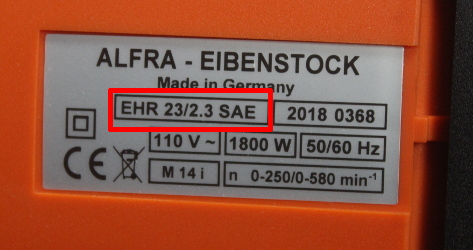 ALFRA - EIBENSTOCK
Made in Germany
EHR 23/2.3 SAE 2018 0368
110 V ~ 1800 W 50/60 Hz
CE M 14 i n 0-250/0-580 min⁻¹